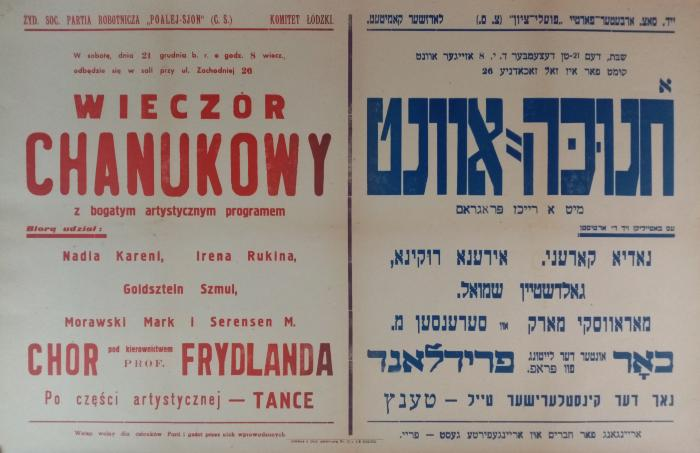 ŻYD. SOC. PARTIA ROBOTNICZA „POALEJ-SJON” (C. S.) KOMITET ŁÓDZKI.
W sobotę, dnia 21 grudnia b. r. o godz. 8 wiecz.,
odbędzie się w sali przy ul. Zachodniej 26
WIECZÓR
CHANUKOWY
z bogatym artystycznym programem
Biorą udział:
Nadia Kareni, Irena Rukina,
Goldsztein Szmul,
Morawski Mark i Serensen M.
CHÓR pod kierownictwem PROF. FRYDLANDA
Po części artystycznej — TANCE
Wstęp wolny dla członków Partii i gości przez nich wprowadzonych.
ייד. סאצ. ארבעטער-פארטיי „פועלי-ציון” (צ. ס.) לאדזשער קאמיטעט.
שבת, דעם 21-טן דעצעמבער ד. י. 8 אזייגער אוונט
קומט פאר אין זאל זאכאדניע 26
א
חנוכה=אוונט
מיט א רייכן פראגראם
עס באטייליקן זיך די ארטיסטן
נאדיא קארעני. אירענא רוקינא,
גאלדשטיין שמואל.
מאראווסקי מארק און סערענסען מ.
כאָר אונטער דער לייטונג פון פראפ. פרידלאנד
נאך דער קינסטלערישער טייל — טענץ
אריינגאנג פאר חברים און אריינגעפירטע געסט — פריי.